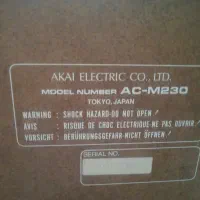 AKAI ELECTRIC CO., LTD.
MODEL NUMBER AC-M230
TOKYO, JAPAN
WARNING : SHOCK HAZARD-DO NOT OPEN
AVIS : RISQUE DE CHOC ELECTRIQUE-NE PAS OUVRIR
VORSICHT : BERÜHRUNGSGEFAHR-NICHT ÖFFNEN
SERIAL NO.